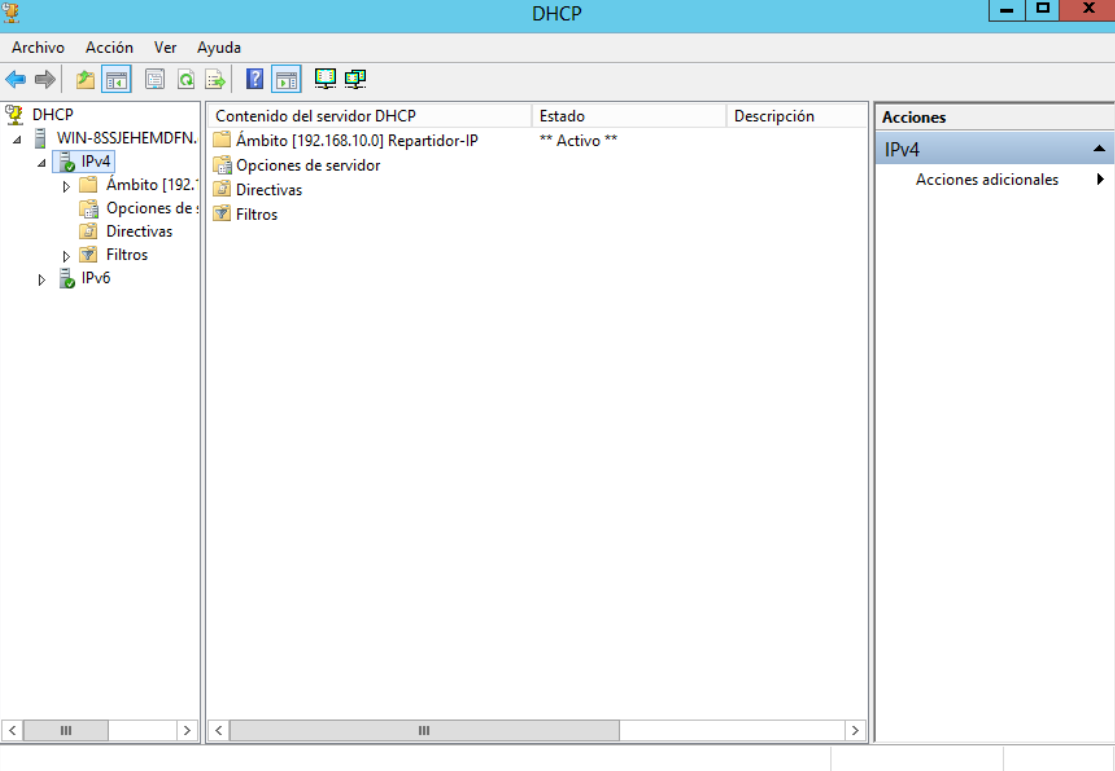 DHCP
Archivo Acción Ver Ayuda
DHCP
WIN-8SSJEHEMDFN.
IPv4
Ámbito [192.
Opciones de
Directivas
Filtros
IPv6
Contenido del servidor DHCP Estado Descripción
Ámbito [192.168.10.0] Repartidor-IP ** Activo **
Opciones de servidor
Directivas
Filtros
Acciones
IPv4
Acciones adicionales